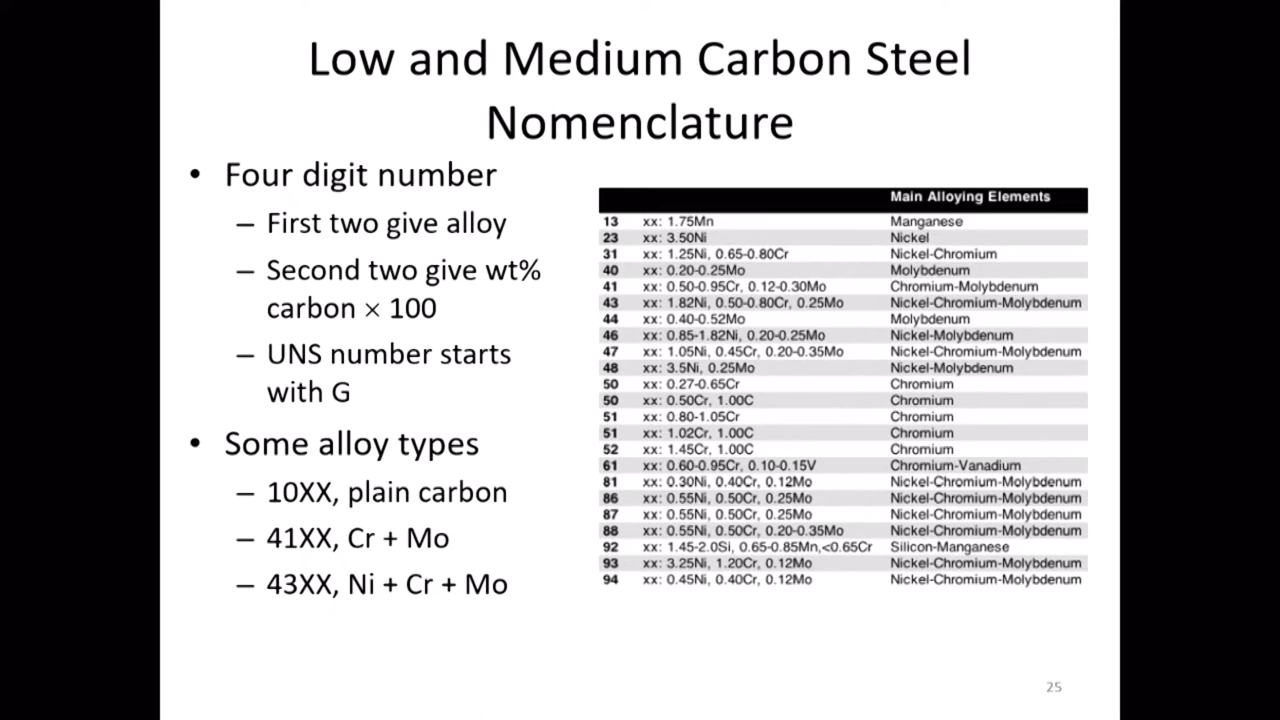 Low and Medium Carbon Steel
Nomenclature
• Four digit number
– First two give alloy
– Second two give wt%
carbon × 100
– UNS number starts
with G
• Some alloy types
– 10XX, plain carbon
– 41XX, Cr + Mo
– 43XX, Ni + Cr + Mo
Main Alloying Elements
13 xx: 1.75Mn Manganese
23 xx: 3.50Ni Nickel
31 xx: 1.25Ni, 0.65-0.80Cr Nickel-Chromium
40 xx: 0.20-0.25Mo Molybdenum
41 xx: 0.50-0.95Cr, 0.12-0.30Mo Chromium-Molybdenum
43 xx: 1.82Ni, 0.50-0.80Cr, 0.25Mo Nickel-Chromium-Molybdenum
44 xx: 0.40-0.52Mo Molybdenum
46 xx: 0.85-1.82Ni, 0.20-0.25Mo Nickel-Molybdenum
47 xx: 1.05Ni, 0.45Cr, 0.20-0.35Mo Nickel-Chromium-Molybdenum
48 xx: 3.5Ni, 0.25Mo Nickel-Molybdenum
50 xx: 0.27-0.65Cr Chromium
50 xx: 0.50Cr, 1.00C Chromium
51 xx: 0.80-1.05Cr Chromium
51 xx: 1.02Cr, 1.00C Chromium
52 xx: 1.45Cr, 1.00C Chromium
61 xx: 0.60-0.95Cr, 0.10-0.15V Chromium-Vanadium
81 xx: 0.30Ni, 0.40Cr, 0.12Mo Nickel-Chromium-Molybdenum
86 xx: 0.55Ni, 0.50Cr, 0.25Mo Nickel-Chromium-Molybdenum
87 xx: 0.55Ni, 0.50Cr, 0.25Mo Nickel-Chromium-Molybdenum
88 xx: 0.55Ni, 0.50Cr, 0.20-0.35Mo Nickel-Chromium-Molybdenum
92 xx: 1.45-2.0Si, 0.65-0.85Mn,<0.65Cr Silicon-Manganese
93 xx: 3.25Ni, 1.20Cr, 0.12Mo Nickel-Chromium-Molybdenum
94 xx: 0.45Ni, 0.40Cr, 0.12Mo Nickel-Chromium-Molybdenum
25